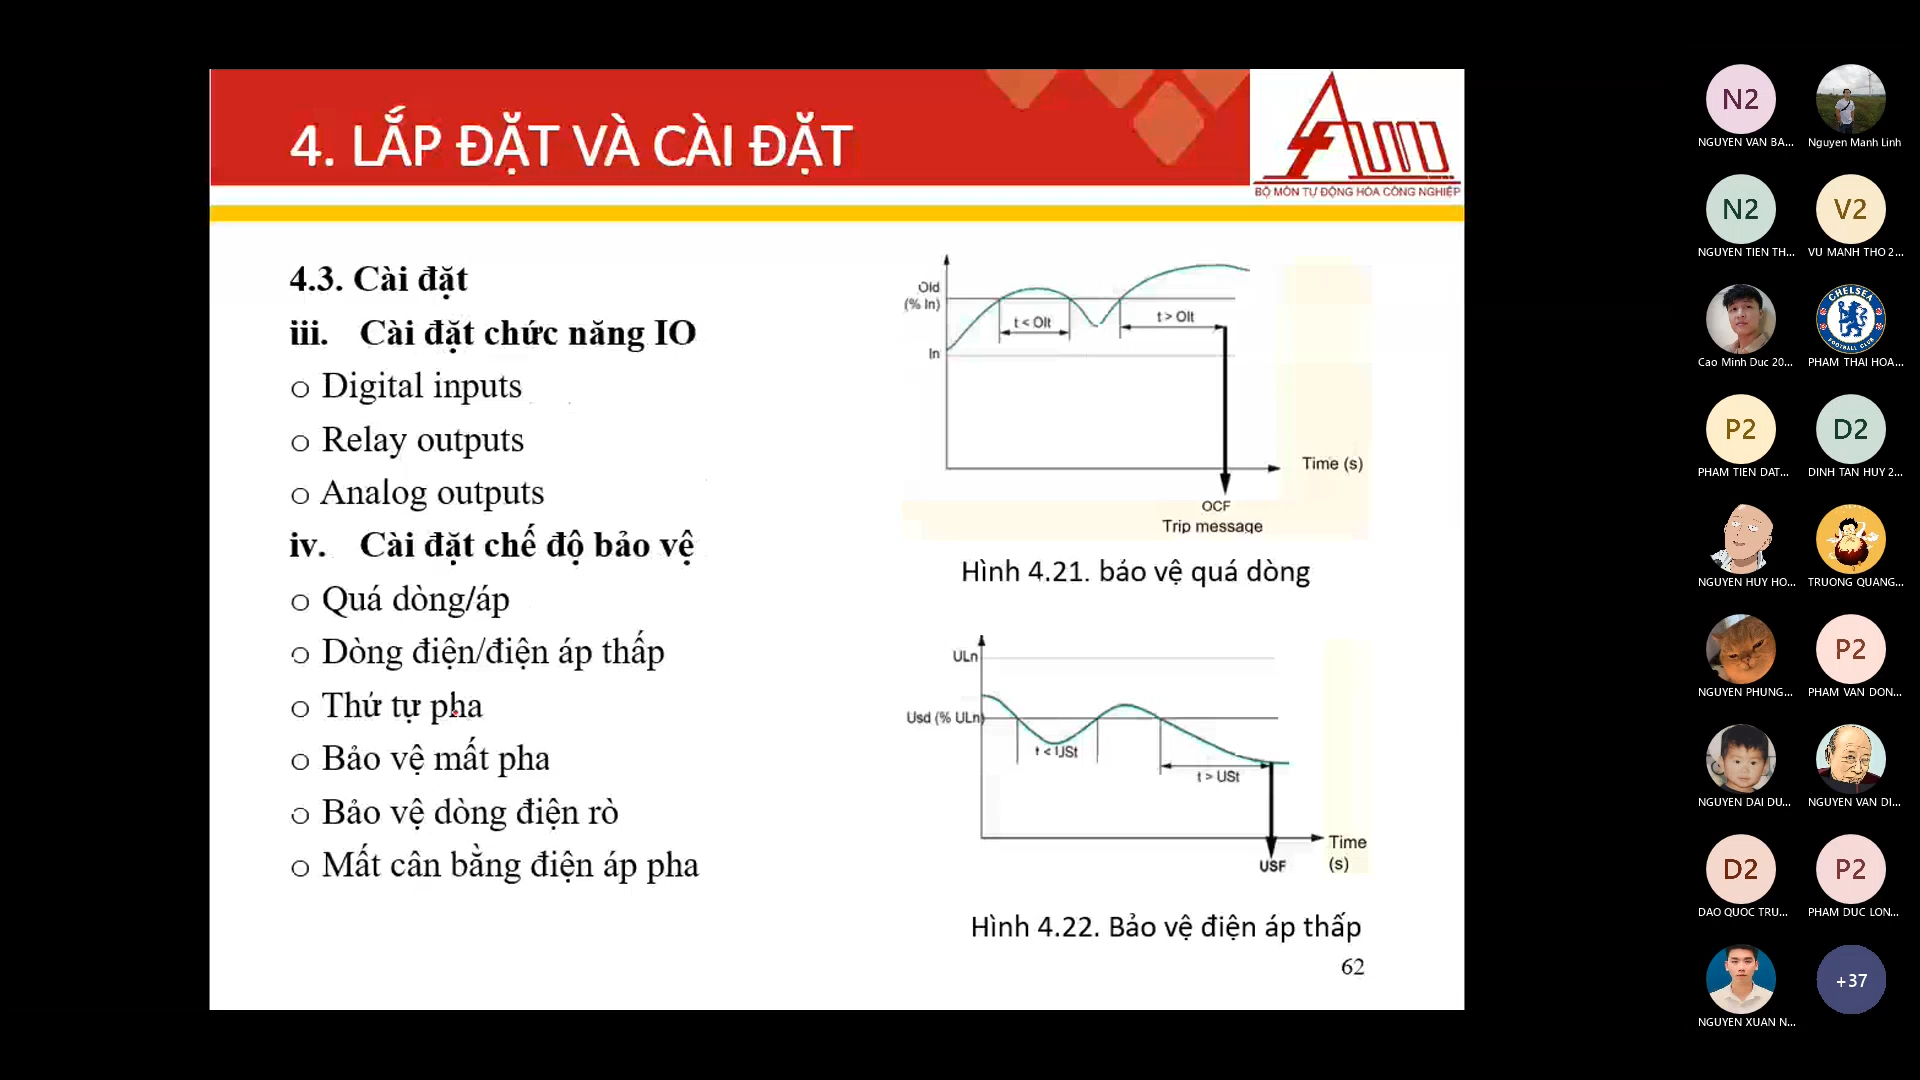 4. LẮP ĐẶT VÀ CÀI ĐẶT
BỘ MÔN TỰ ĐỘNG HÓA CÔNG NGHIỆP
4.3. Cài đặt
iii. Cài đặt chức năng IO
o Digital inputs
o Relay outputs
o Analog outputs
iv. Cài đặt chế độ bảo vệ
o Quá dòng/áp
o Dòng điện/điện áp thấp
o Thứ tự pha
o Bảo vệ mất pha
o Bảo vệ dòng điện rò
o Mất cân bằng điện áp pha
Old
(% In)
t < Olt
t > Olt
In
Time (s)
OCF
Trip message
Hình 4.21. bảo vệ quá dòng
ULn
Usd (% ULn)
t < USt
t > USt
Time
(s)
USF
Hình 4.22. Bảo vệ điện áp thấp
62
N2
NGUYEN VAN BA...
Nguyen Manh Linh
N2
NGUYEN TIEN TH...
V2
VU MANH THO 2...
Cao Minh Duc 20...
CHELSEA
FOOTBALL CLUB
PHAM THAI HOA...
P2
PHAM TIEN DAT...
D2
DINH TAN HUY 2...
NGUYEN HUY HO...
TRUONG QUANG...
NGUYEN PHUNG...
P2
PHAM VAN DON...
NGUYEN DAI DU...
NGUYEN VAN DI...
D2
DAO QUOC TRU...
P2
PHAM DUC LON...
NGUYEN XUAN N...
+37